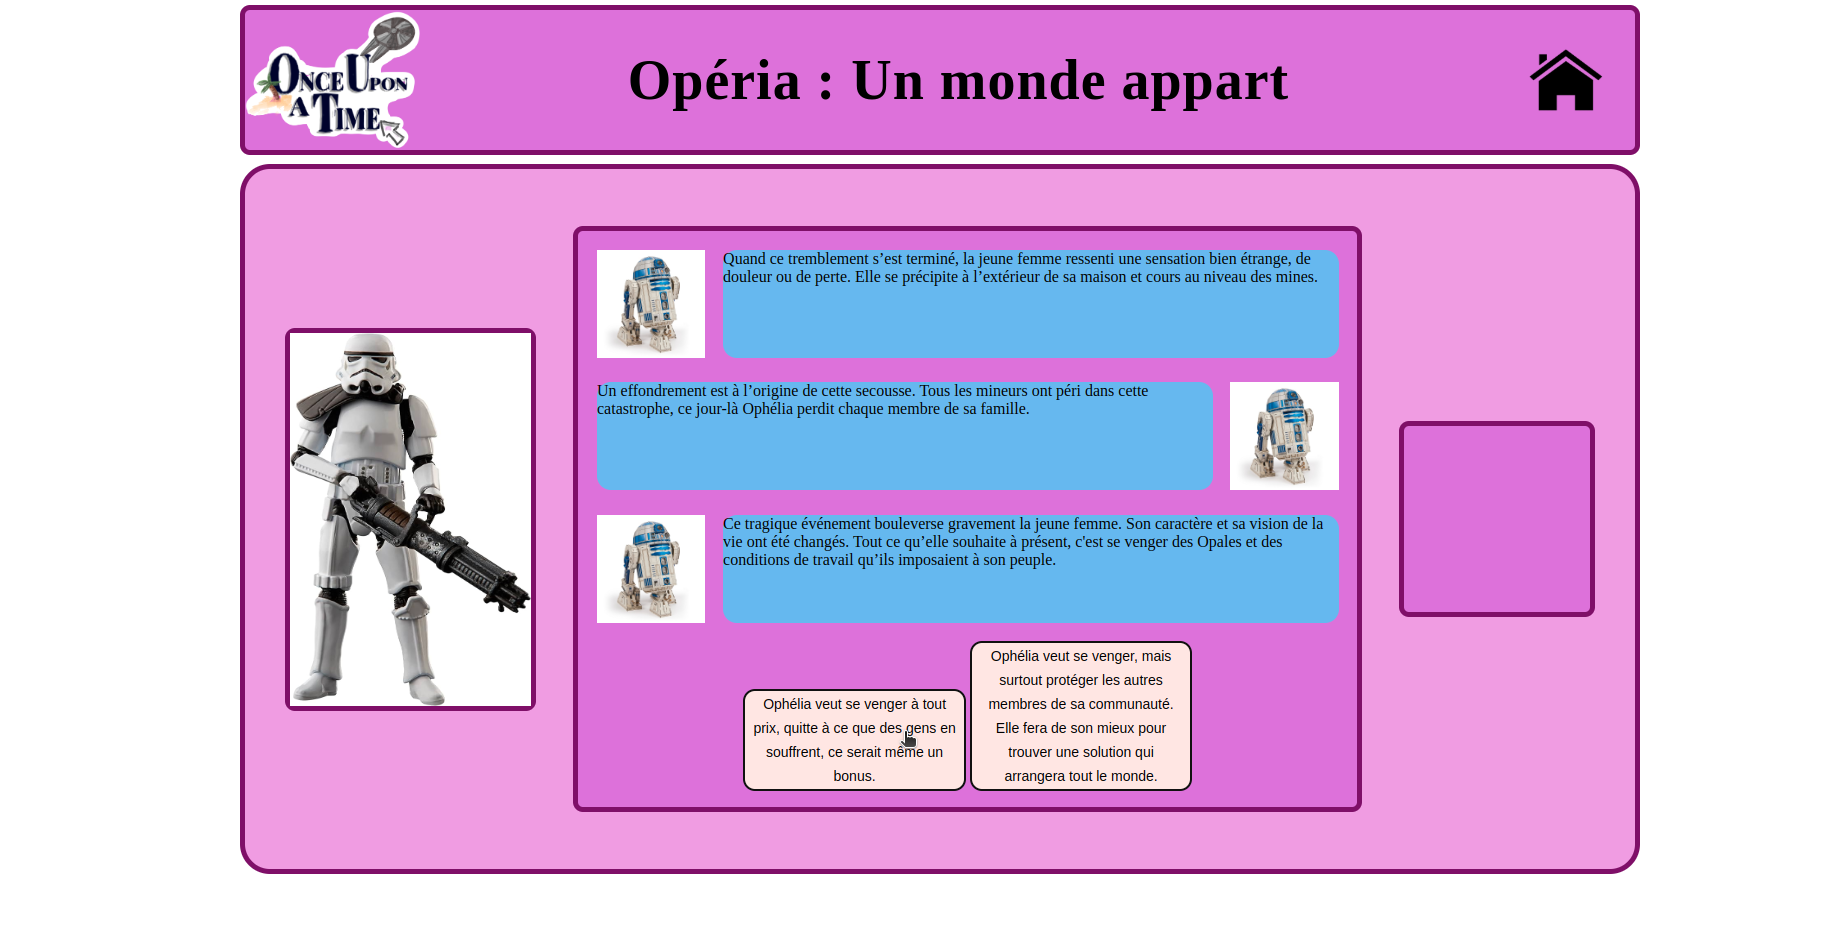 ONCE UPON
A TIME
Opéria : Un monde appart
Quand ce tremblement s’est terminé, la jeune femme ressenti une sensation bien étrange, de
douleur ou de perte. Elle se précipite à l’extérieur de sa maison et cours au niveau des mines.
Un effondrement est à l’origine de cette secousse. Tous les mineurs ont péri dans cette
catastrophe, ce jour-là Ophélia perdit chaque membre de sa famille.
Ce tragique événement bouleverse gravement la jeune femme. Son caractère et sa vision de la
vie ont été changés. Tout ce qu’elle souhaite à présent, c'est se venger des Opales et des
conditions de travail qu’ils imposaient à son peuple.
Ophélia veut se venger à tout
prix, quitte à ce que des gens en
souffrent, ce serait même un
bonus.
Ophélia veut se venger, mais
surtout protéger les autres
membres de sa communauté.
Elle fera de son mieux pour
trouver une solution qui
arrangera tout le monde.